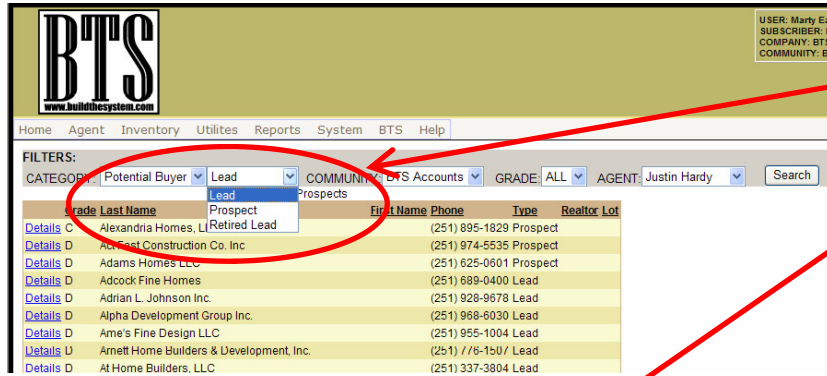 BTS
www.buildthesystem.com
USER: Marty
SUBSCRIBER:
COMPANY: BTS
COMMUNITY:
Home Agent Inventory Utilites Reports System BTS Help
FILTERS:
CATEGORY: Potential Buyer Lead COMMUNITY: BTS Accounts GRADE: ALL AGENT: Justin Hardy Search
Lead Prospects
Prospect
Retired Lead
Grade Last Name First Name Phone Type Realtor Lot
Details C Alexandria Homes, (251) 895-1829 Prospect
Details D Act Fast Construction Co. Inc (251) 974-5535 Prospect
Details D Adams Homes LLC (251) 625-0601 Prospect
Details D Adcock Fine Homes (251) 689-0400 Lead
Details D Adrian L. Johnson Inc. (251) 928-9678 Lead
Details D Alpha Development Group Inc. (251) 968-6030 Lead
Details D Ame's Fine Design LLC (251) 955-1004 Lead
Details D Arnett Home Builders & Development, Inc. (251) 776-1507 Lead
Details D At Home Builders, LLC (251) 337-3804 Lead